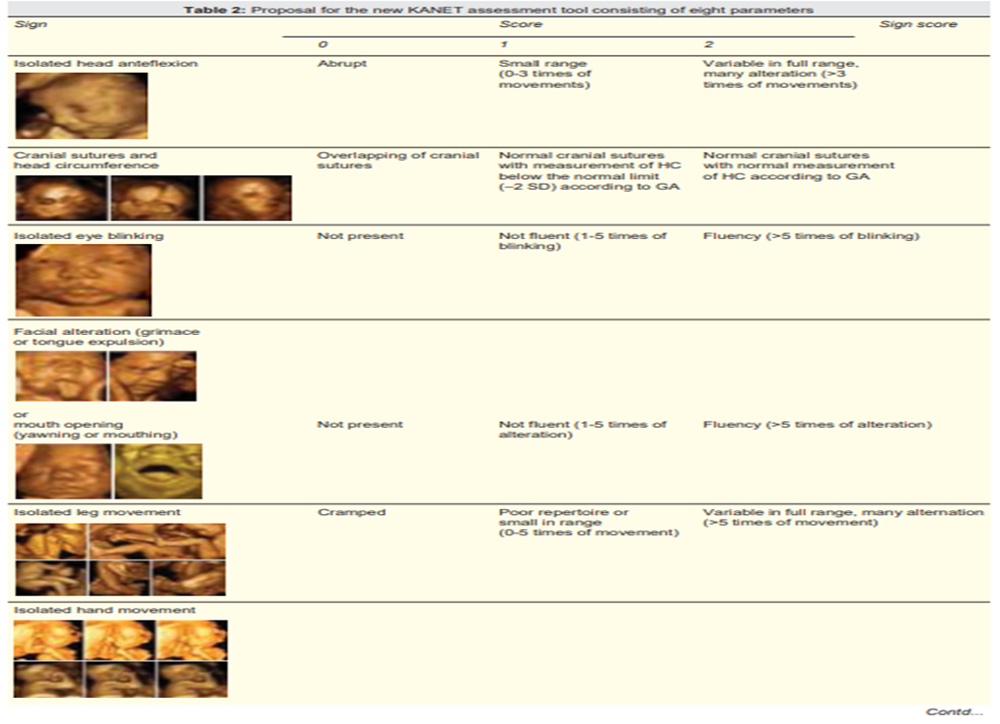 Table 2: Proposal for the new KANET assessment tool consisting of eight parameters
Sign Score Sign score
0 1 2
Isolated head anteflexion Abrupt Small range Variable in full range,
(0-3 times of many alteration (>3
movements) times of movements)
Cranial sutures and Overlapping of cranial Normal cranial sutures Normal cranial sutures
head circumference sutures with measurement of HC with normal measurement
below the normal limit of HC according to GA
(−2 SD) according to GA
Isolated eye blinking Not present Not fluent (1-5 times of Fluency (>5 times of blinking)
blinking)
Facial alteration (grimace
or tongue expulsion)
or
mouth opening Not present Not fluent (1-5 times of Fluency (>5 times of alteration)
(yawning or mouthing) alteration)
Isolated leg movement Cramped Poor repertoire or Variable in full range, many alternation
small in range (>5 times of movement)
(0-5 times of movement)
Isolated hand movement
Contd...